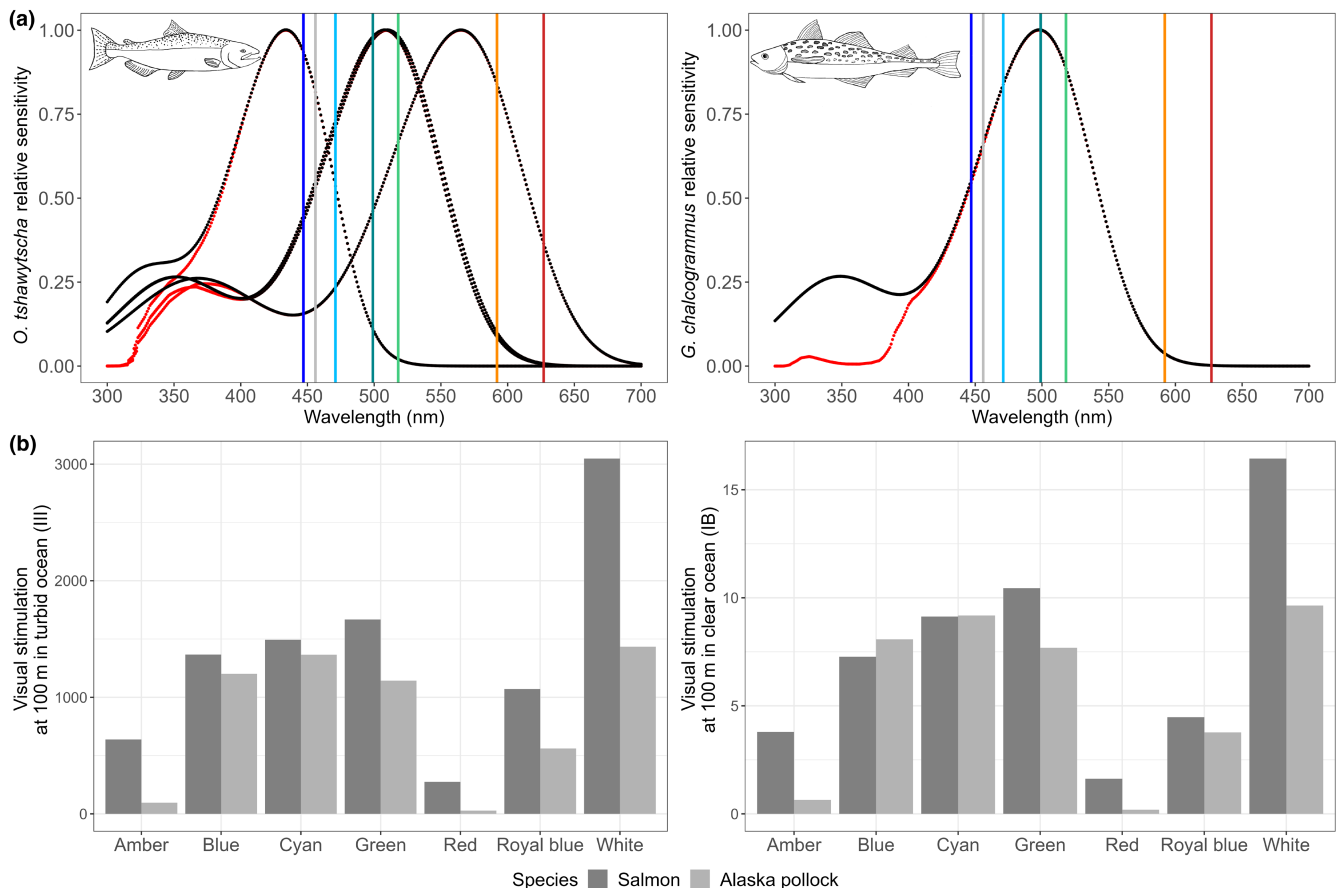 (a)
O. tshawytscha relative sensitivity
1.00
0.75
0.50
0.25
0.00
300 350 400 450 500 550 600 650 700
Wavelength (nm)
G. chalcogrammus relative sensitivity
1.00
0.75
0.50
0.25
0.00
300 350 400 450 500 550 600 650 700
Wavelength (nm)
(b)
Visual stimulation
at 100 m in turbid ocean (III)
3000
2000
1000
0
Amber Blue Cyan Green Red Royal blue White
Visual stimulation
at 100 m in clear ocean (IB)
15
10
5
0
Amber Blue Cyan Green Red Royal blue White
Species Salmon Alaska pollock